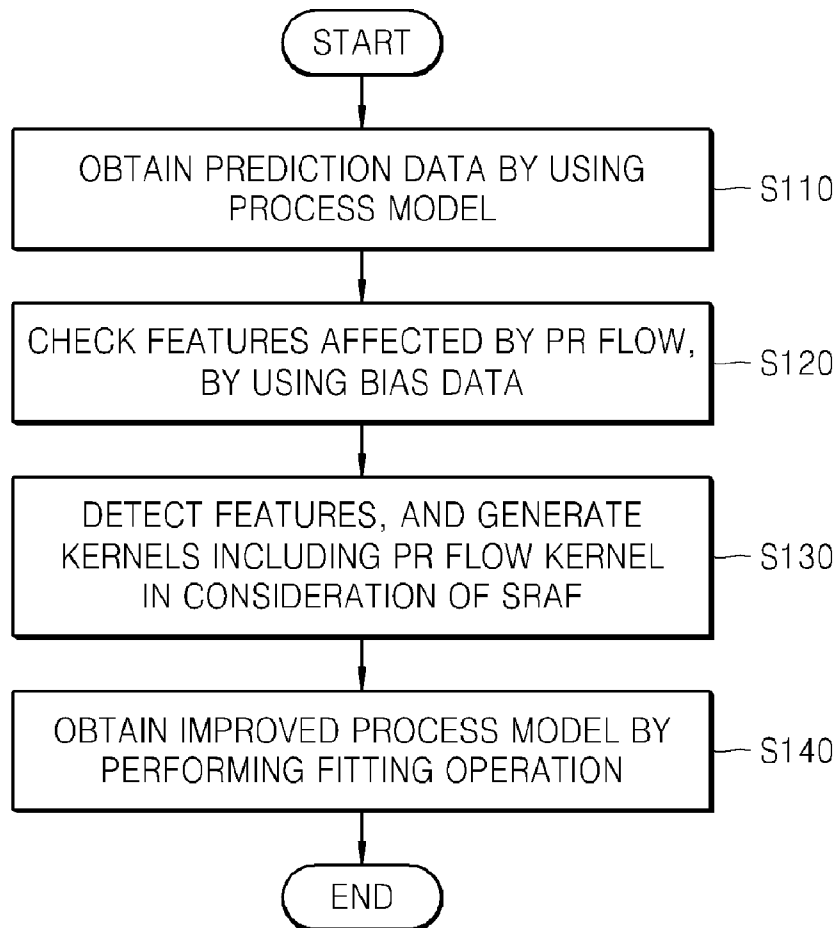 START
OBTAIN PREDICTION DATA BY USING
PROCESS MODEL
S110
CHECK FEATURES AFFECTED BY PR FLOW,
BY USING BIAS DATA
S120
DETECT FEATURES, AND GENERATE
KERNELS INCLUDING PR FLOW KERNEL
IN CONSIDERATION OF SRAF
S130
OBTAIN IMPROVED PROCESS MODEL BY
PERFORMING FITTING OPERATION
S140
END